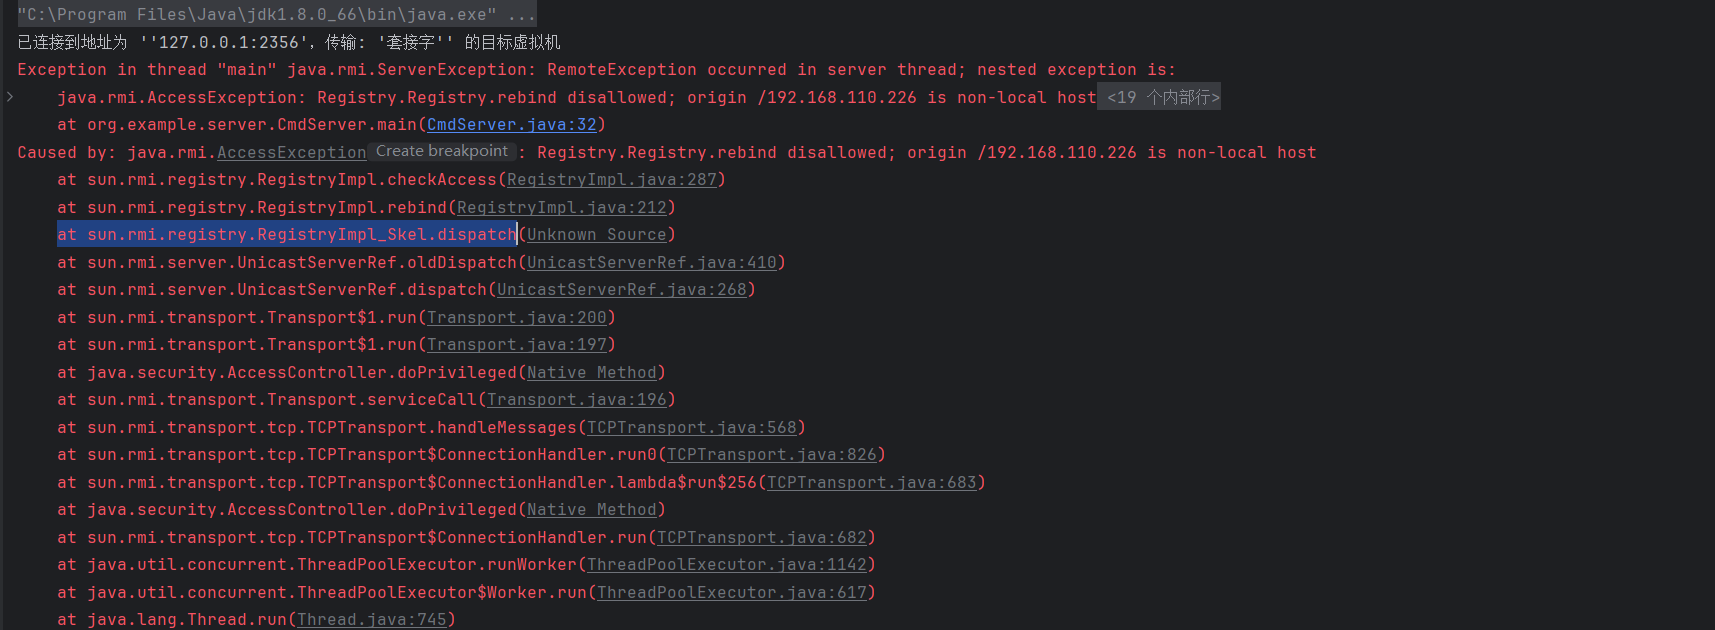 "C:\Program Files\Java\jdk1.8.0_66\bin\java.exe" ...
已连接到地址为 ''127.0.0.1:2356'，传输: '套接字'' 的目标虚拟机
Exception in thread "main" java.rmi.ServerException: RemoteException occurred in server thread; nested exception is:
java.rmi.AccessException: Registry.Registry.rebind disallowed; origin /192.168.110.226 is non-local host <19 个内部行>
at org.example.server.CmdServer.main(CmdServer.java:32)
Caused by: java.rmi.AccessException Create breakpoint : Registry.Registry.rebind disallowed; origin /192.168.110.226 is non-local host
at sun.rmi.registry.RegistryImpl.checkAccess(RegistryImpl.java:287)
at sun.rmi.registry.RegistryImpl.rebind(RegistryImpl.java:212)
at sun.rmi.registry.RegistryImpl_Skel.dispatch(Unknown Source)
at sun.rmi.server.UnicastServerRef.oldDispatch(UnicastServerRef.java:410)
at sun.rmi.server.UnicastServerRef.dispatch(UnicastServerRef.java:268)
at sun.rmi.transport.Transport$1.run(Transport.java:200)
at sun.rmi.transport.Transport$1.run(Transport.java:197)
at java.security.AccessController.doPrivileged(Native Method)
at sun.rmi.transport.Transport.serviceCall(Transport.java:196)
at sun.rmi.transport.tcp.TCPTransport.handleMessages(TCPTransport.java:568)
at sun.rmi.transport.tcp.TCPTransport$ConnectionHandler.run0(TCPTransport.java:826)
at sun.rmi.transport.tcp.TCPTransport$ConnectionHandler.lambda$run$256(TCPTransport.java:683)
at java.security.AccessController.doPrivileged(Native Method)
at sun.rmi.transport.tcp.TCPTransport$ConnectionHandler.run(TCPTransport.java:682)
at java.util.concurrent.ThreadPoolExecutor.runWorker(ThreadPoolExecutor.java:1142)
at java.util.concurrent.ThreadPoolExecutor$Worker.run(ThreadPoolExecutor.java:617)
at java.lang.Thread.run(Thread.java:745)